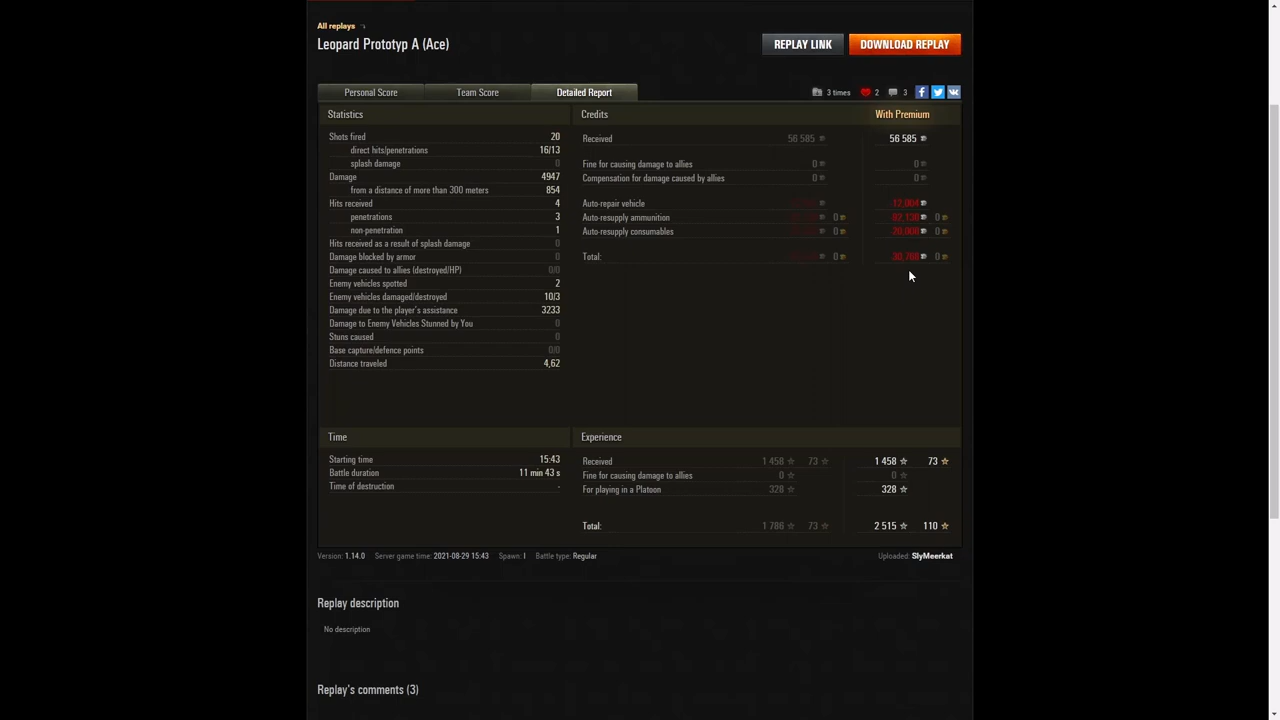 All replays
Leopard Prototyp A (Ace)
REPLAY LINK DOWNLOAD REPLAY
Personal Score Team Score Detailed Report 3 times 2 3
Statistics
Shots fired 20
direct hits/penetrations 16/13
splash damage 0
Damage 4947
from a distance of more than 300 meters 854
Hits received 4
penetrations 3
non-penetration 1
Hits received as a result of splash damage 0
Damage blocked by armor 0
Damage caused to allies (destroyed/HP) 0/0
Enemy vehicles spotted 2
Enemy vehicles damaged/destroyed 10/3
Damage due to the player's assistance 3233
Damage to Enemy Vehicles Stunned by You 0
Stuns caused 0
Base capture/defence points 0/0
Distance traveled 4,62
Credits With Premium
Received 56 585 56 585
Fine for causing damage to allies 0 0
Compensation for damage caused by allies 0 0
Auto-repair vehicle -12,004
Auto-resupply ammunition 0 0
Auto-resupply consumables 0 0
Total: 0 0
Time
Starting time 15:43
Battle duration 11 min 43 s
Time of destruction -
Experience
Received 1 458 73 1 458 73
Fine for causing damage to allies 0 0
For playing in a Platoon 328 328
Total: 1 786 73 2 515 110
Version: 1.14.0 Server game time: 2021-08-29 15:43 Spawn: I Battle type: Regular Uploaded: SlyMeerkat
Replay description
No description
Replay's comments (3)